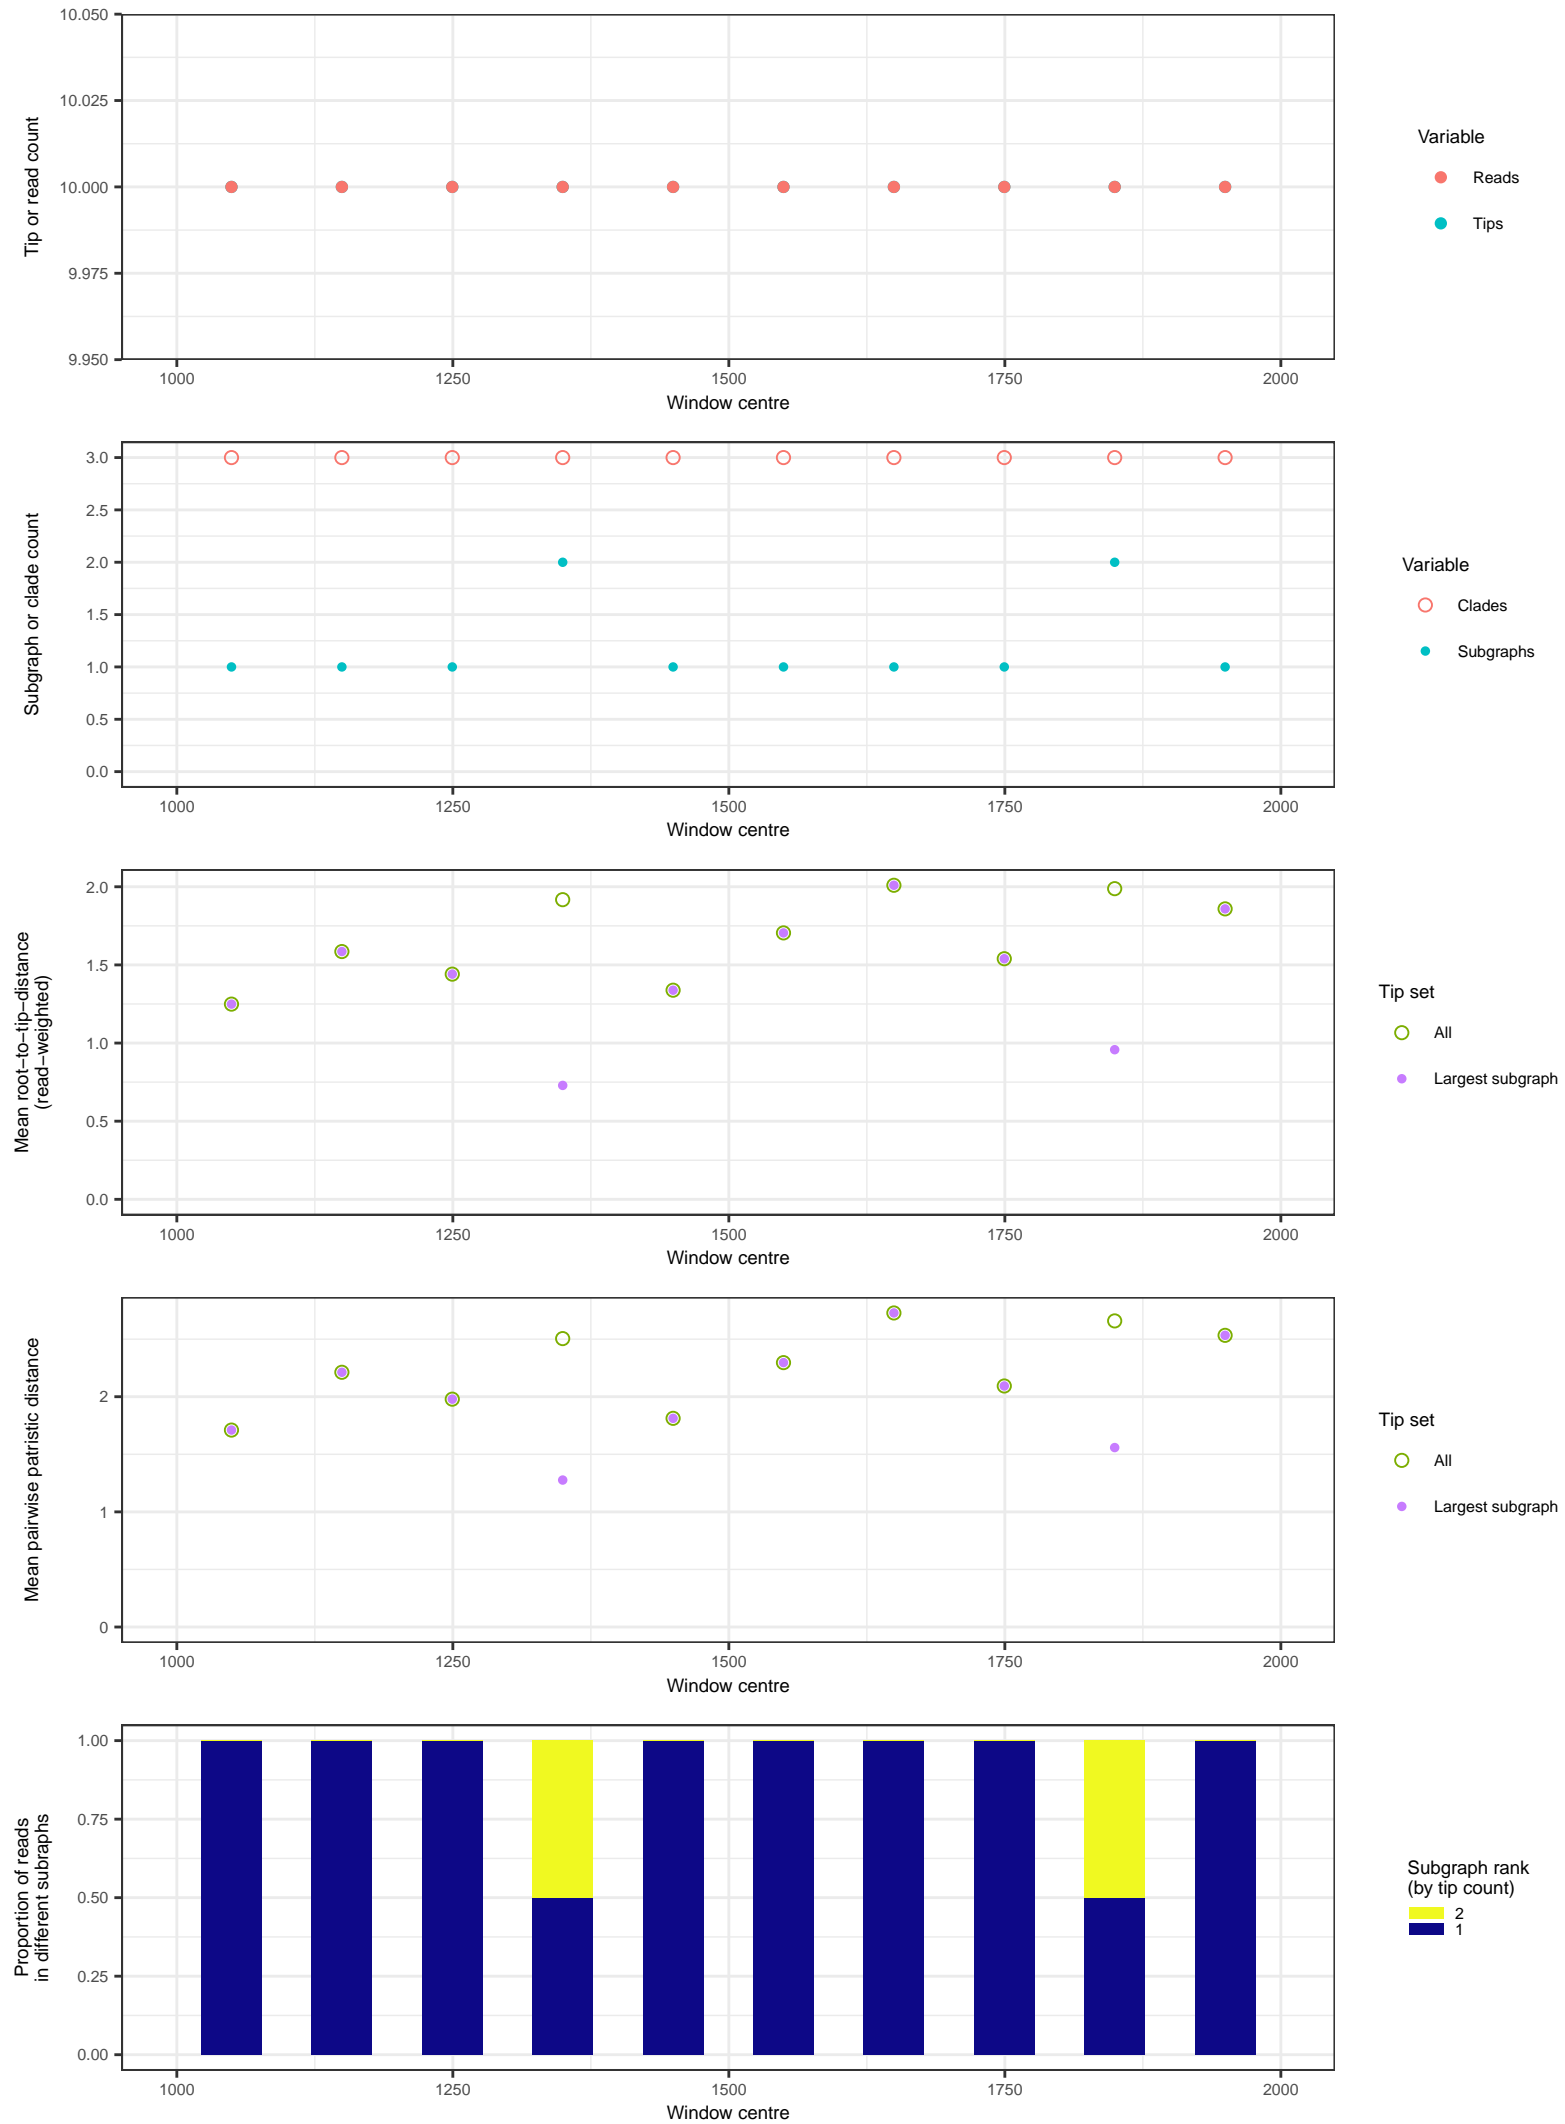 10.050
10.025
10.000
9.975
9.950
Tip or read count
1000
1250
1500
1750
2000
Window centre
Variable
Reads
Tips
3.0
2.5
2.0
1.5
1.0
0.5
0.0
Subgraph or clade count
1000
1250
1500
1750
2000
Window centre
Variable
Clades
Subgraphs
2.0
1.5
1.0
0.5
0.0
Mean root−to−tip−distance
(read−weighted)
1000
1250
1500
1750
2000
Window centre
Tip set
All
Largest subgraph
2
1
0
Mean pairwise patristic distance
1000
1250
1500
1750
2000
Window centre
Tip set
All
Largest subgraph
1.00
0.75
0.50
0.25
0.00
Proportion of reads
in different subraphs
1000
1250
1500
1750
2000
Window centre
Subgraph rank
(by tip count)
2
1